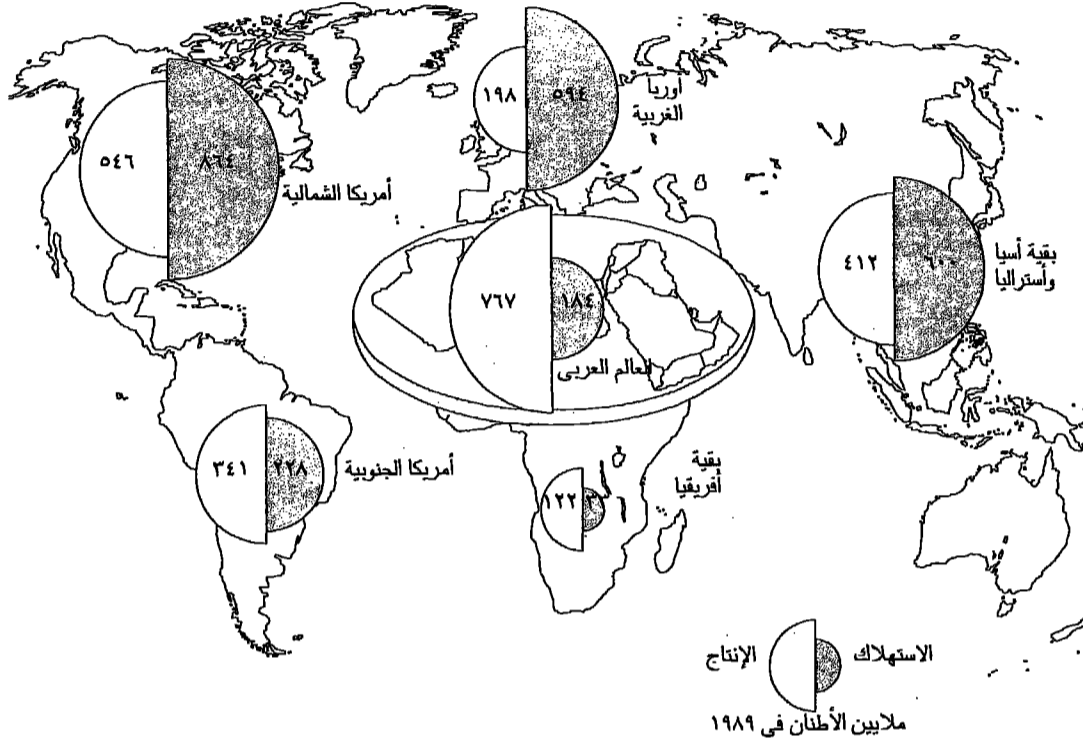 ١٩٨
٥٩٤
أوربا
الغربية
٥٤٦
٨٦٤
أمريكا الشمالية
٤١٢
٦٠٠
بقية أسيا
وأستراليا
٧٦٧
١٨٤
العالم العربى
٣٤١
٢٢٨
أمريكا الجنوبية
١٢٢
بقية
أفريقيا
الإنتاج
الاستهلاك
ملايين الأطنان فى ١٩٨٩